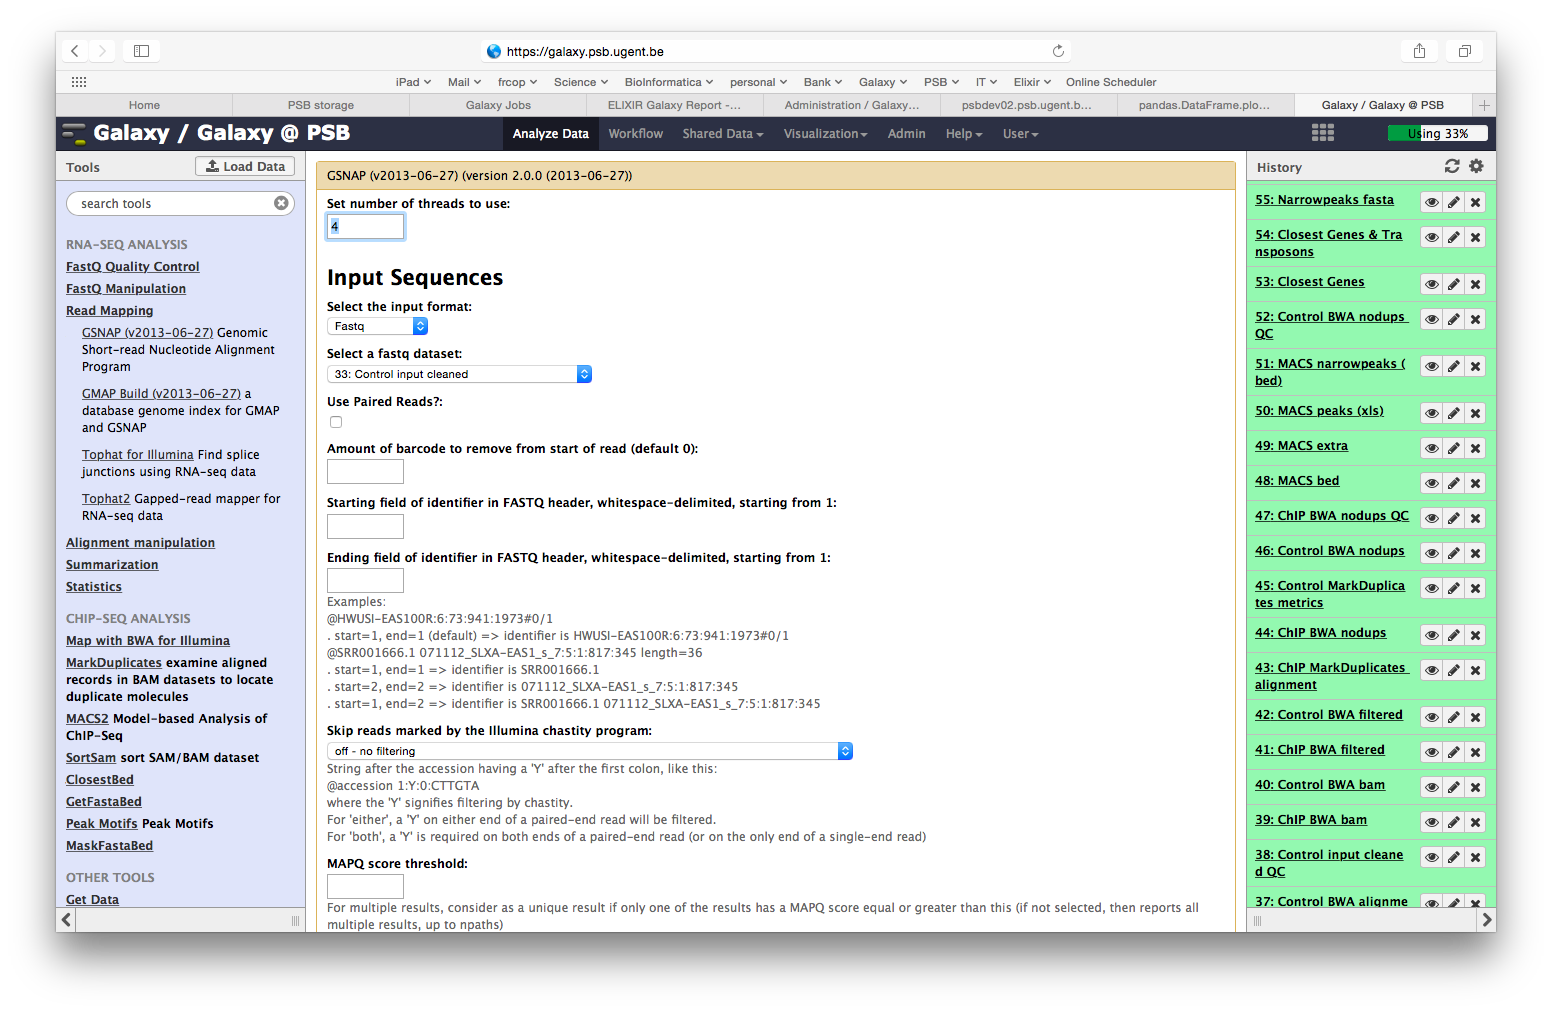 https://galaxy.psb.ugent.be
iPad Mail frcop Science BioInformatica personal Bank Galaxy PSB IT Elixir Online Scheduler
Home PSB storage Galaxy Jobs ELIXIR Galaxy Report -... Administration / Galaxy... psbdev02.psb.ugent.b... pandas.DataFrame.plo... Galaxy / Galaxy @ PSB
Galaxy / Galaxy @ PSB Analyze Data Workflow Shared Data Visualization Admin Help User Using 33%
Tools Load Data
search tools
RNA-SEQ ANALYSIS
FastQ Quality Control
FastQ Manipulation
Read Mapping
GSNAP (v2013-06-27) Genomic
Short-read Nucleotide Alignment
Program
GMAP Build (v2013-06-27) a
database genome index for GMAP
and GSNAP
Tophat for Illumina Find splice
junctions using RNA-seq data
Tophat2 Gapped-read mapper for
RNA-seq data
Alignment manipulation
Summarization
Statistics
CHIP-SEQ ANALYSIS
Map with BWA for Illumina
MarkDuplicates examine aligned
records in BAM datasets to locate
duplicate molecules
MACS2 Model-based Analysis of
ChIP-Seq
SortSam sort SAM/BAM dataset
ClosestBed
GetFastaBed
Peak Motifs Peak Motifs
MaskFastaBed
OTHER TOOLS
Get Data
GSNAP (v2013-06-27) (version 2.0.0 (2013-06-27))
Set number of threads to use:
4
Input Sequences
Select the input format:
Fastq
Select a fastq dataset:
33: Control input cleaned
Use Paired Reads?:
Amount of barcode to remove from start of read (default 0):
Starting field of identifier in FASTQ header, whitespace-delimited, starting from 1:
Ending field of identifier in FASTQ header, whitespace-delimited, starting from 1:
Examples:
@HWUSI-EAS100R:6:73:941:1973#0/1
. start=1, end=1 (default) => identifier is HWUSI-EAS100R:6:73:941:1973#0/1
@SRR001666.1 071112_SLXA-EAS1_s_7:5:1:817:345 length=36
. start=1, end=1 => identifier is SRR001666.1
. start=2, end=2 => identifier is 071112_SLXA-EAS1_s_7:5:1:817:345
. start=1, end=2 => identifier is SRR001666.1 071112_SLXA-EAS1_s_7:5:1:817:345
Skip reads marked by the Illumina chastity program:
off - no filtering
String after the accession having a 'Y' after the first colon, like this:
@accession 1:Y:0:CTTGTA
where the 'Y' signifies filtering by chastity.
For 'either', a 'Y' on either end of a paired-end read will be filtered.
For 'both', a 'Y' is required on both ends of a paired-end read (or on the only end of a single-end read)
MAPQ score threshold:
For multiple results, consider as a unique result if only one of the results has a MAPQ score equal or greater than this (if not selected, then reports all
multiple results, up to npaths)
History
55: Narrowpeaks fasta
54: Closest Genes & Tra
nsposons
53: Closest Genes
52: Control BWA nodups
QC
51: MACS narrowpeaks (
bed)
50: MACS peaks (xls)
49: MACS extra
48: MACS bed
47: ChIP BWA nodups QC
46: Control BWA nodups
45: Control MarkDuplica
tes metrics
44: ChIP BWA nodups
43: ChIP MarkDuplicates
alignment
42: Control BWA filtered
41: ChIP BWA filtered
40: Control BWA bam
39: ChIP BWA bam
38: Control input cleane
d QC
37: Control BWA alignme